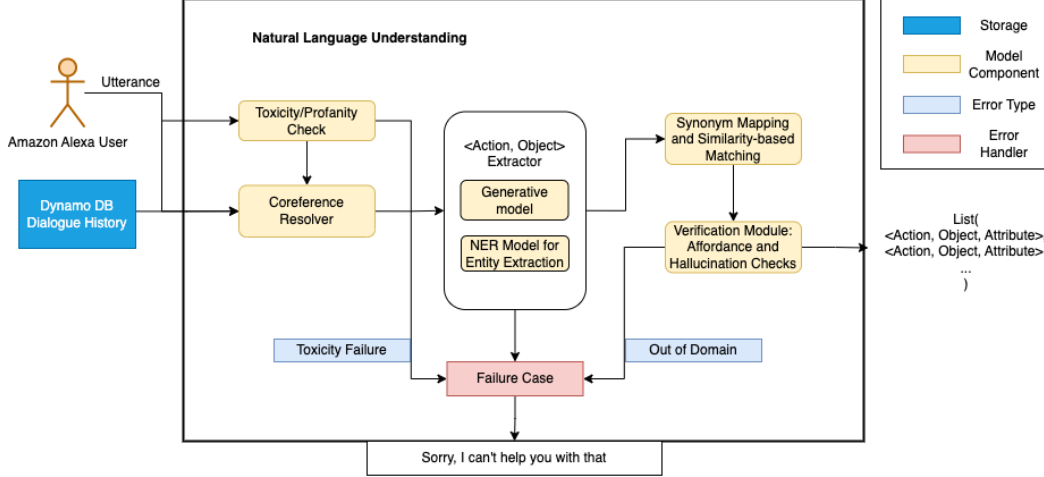 Natural Language Understanding
Utterance
Amazon Alexa User
Dynamo DB
Dialogue History
Toxicity/Profanity
Check
Coreference
Resolver
<Action, Object>
Extractor
Generative
model
NER Model for
Entity Extraction
Synonym Mapping
and Similarity-based
Matching
Verification Module:
Affordance and
Hallucination Checks
Toxicity Failure
Out of Domain
Failure Case
Sorry, I can't help you with that
Storage
Model
Component
Error Type
Error
Handler
List(
<Action, Object, Attribute>,
<Action, Object, Attribute>
...
)